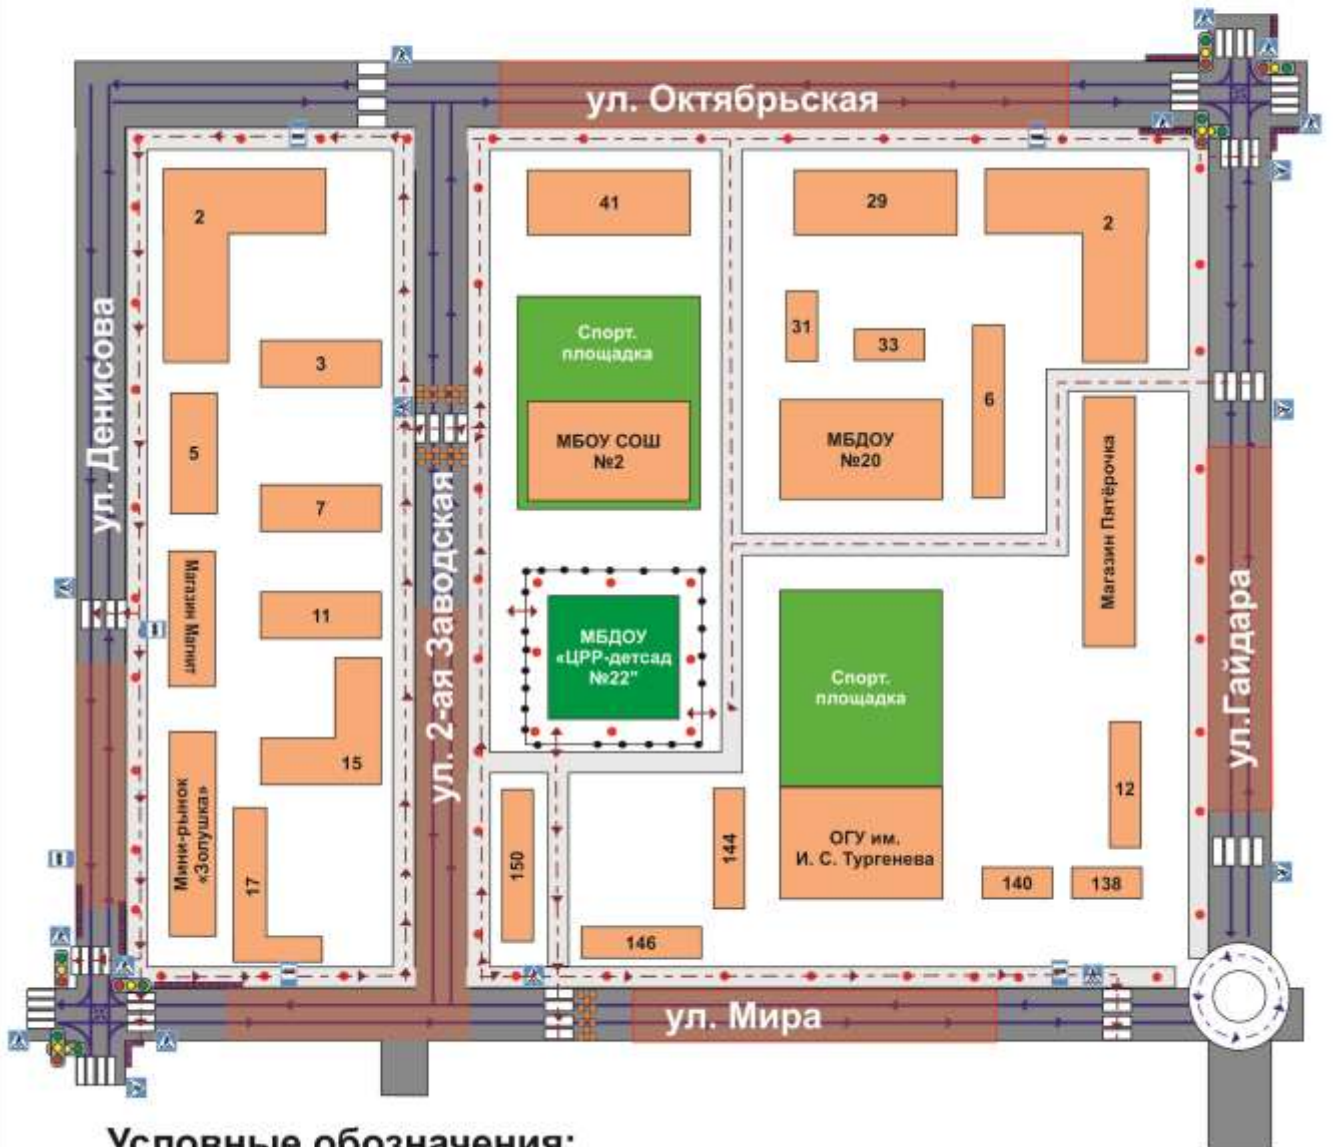 ул. Октябрьская
2
41
29
2
Спорт.
площадка
31
33
3
6
ул. Денисова
5
МБОУ СОШ
№2
МБДОУ
№20
Магазин Пятёрочка
7
ул. 2-ая Заводская
Магазин Магнит
11
МБДОУ
«ЦРР-детсад
№22"
Спорт.
площадка
ул.Гайдара
15
12
Мини-рынок
«Золушка»
17
150
144
ОГУ им.
И. С. Тургенева
140
138
146
ул. Мира
Условные обозначения: